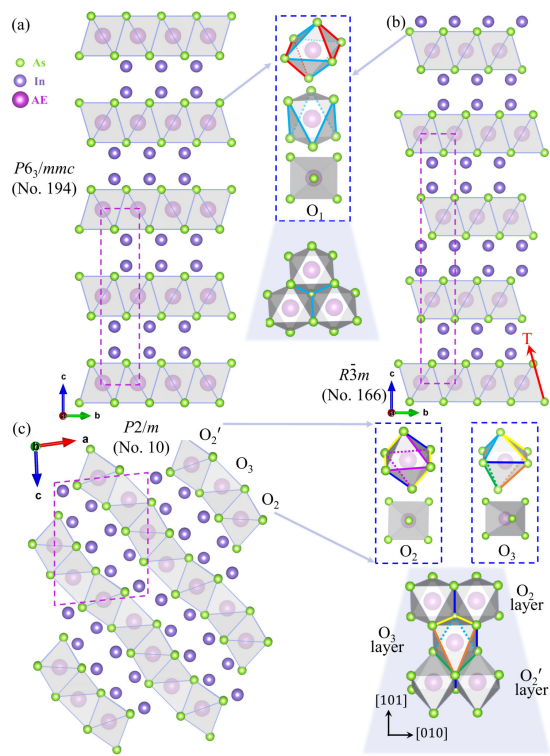 (a)
As
In
AE
P6₃/mmc
(No. 194)
c
b
O₁
(b)
R3̄m
(No. 166)
T
c
b
(c)
P2/m
(No. 10)
a
c
O₂′
O₃
O₂
O₂
O₃
O₂
layer
O₃
layer
O₂′
layer
[101]
[010]